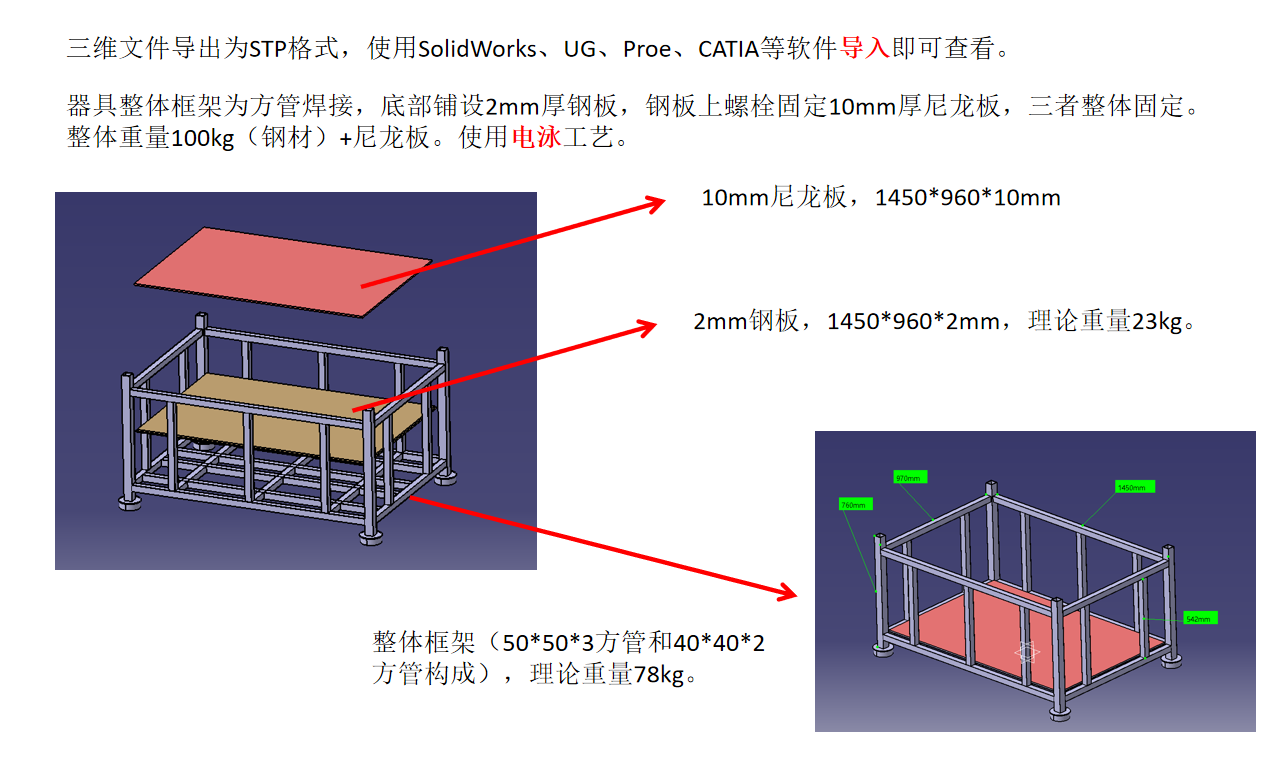 三维文件导出为STP格式，使用SolidWorks、UG、Proe、CATIA等软件导入即可查看。
器具整体框架为方管焊接，底部铺设2mm厚钢板，钢板上螺栓固定10mm厚尼龙板，三者整体固定。
整体重量100kg（钢材）+尼龙板。使用电泳工艺。
10mm尼龙板，1450*960*10mm
2mm钢板，1450*960*2mm，理论重量23kg。
970mm
1450mm
760mm
542mm
整体框架（50*50*3方管和40*40*2
方管构成），理论重量78kg。